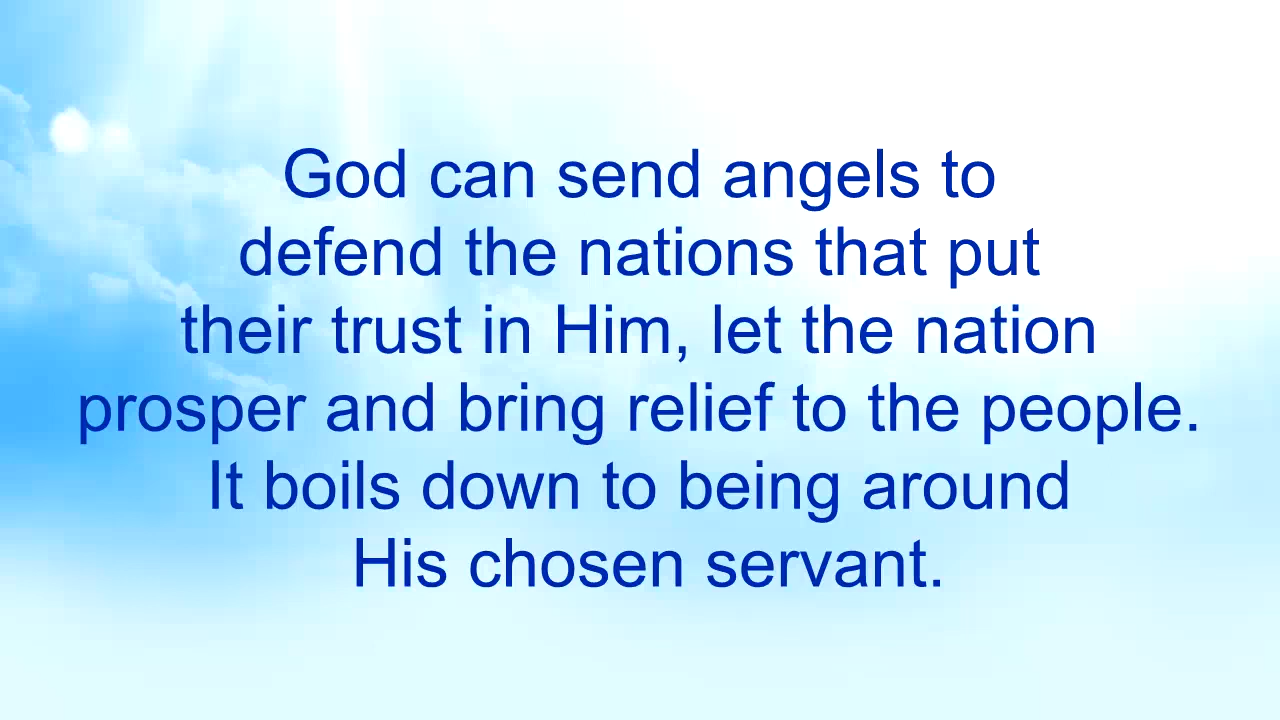 God can send angels to
defend the nations that put
their trust in Him, let the nation
prosper and bring relief to the people.
It boils down to being around
His chosen servant.